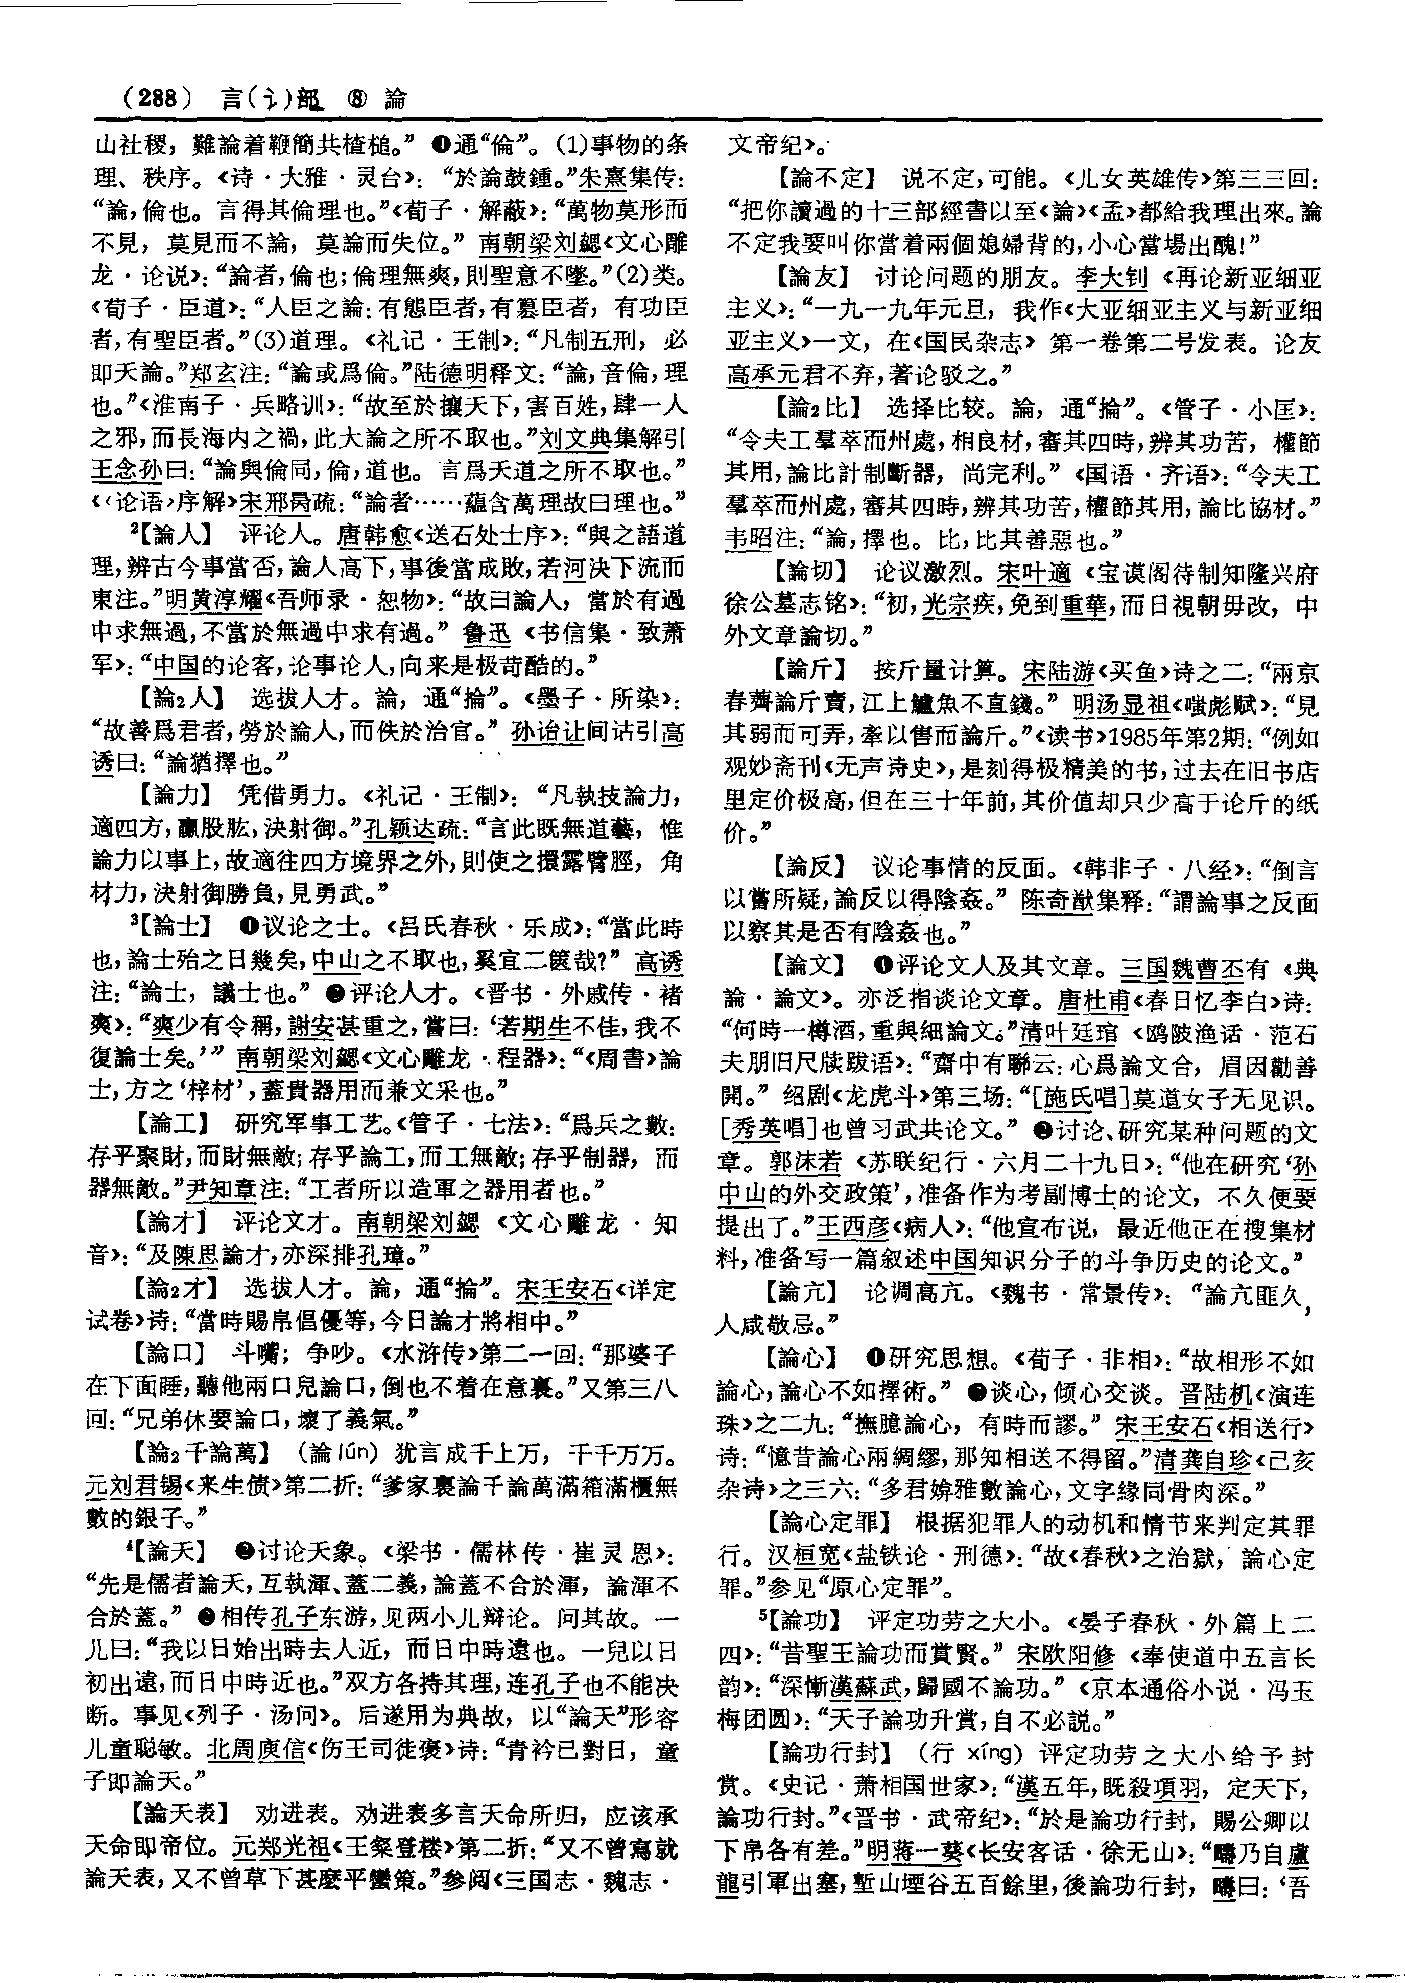 (288) 言(讠)部 ⑧ 論
山社稷，難論着鞭簡共楂槌。” ❶通“倫”。(1)事物的条
理、秩序。《诗·大雅·灵台》：“於論鼓鍾。”朱熹集传：
“論，倫也。言得其倫理也。”《荀子·解蔽》：“萬物莫形而
不見，莫見而不論，莫論而失位。” 南朝梁刘勰《文心雕
龙·论说》：“論者，倫也；倫理無爽，則聖意不墜。”(2)类。
《荀子·臣道》：“人臣之論：有態臣者，有篡臣者，有功臣
者，有聖臣者。”(3)道理。《礼记·王制》：“凡制五刑，必
即天論。”郑玄注：“論或爲倫。”陆德明释文：“論，音倫，理
也。”《淮南子·兵略训》：“故至於攘天下，害百姓，肆一人
之邪，而長海内之禍，此大論之所不取也。”刘文典集解引
王念孙曰：“論與倫同，倫，道也。言爲天道之所不取也。”
《〈论语〉序解》宋邢昺疏：“論者……蘊含萬理故曰理也。”
²【論人】 评论人。唐韩愈《送石处士序》：“與之語道
理，辨古今事當否，論人高下，事後當成敗，若河決下流而
東注。”明黄淳耀《吾师录·恕物》：“故曰論人，當於有過
中求無過，不當於無過中求有過。” 鲁迅《书信集·致萧
军》：“中国的论客，论事论人，向来是极苛酷的。”
【論₂人】 选拔人才。論，通“掄”。《墨子·所染》：
“故善爲君者，勞於論人，而佚於治官。” 孙诒让间诂引高
诱曰：“論猶擇也。”
【論力】 凭借勇力。《礼记·王制》：“凡執技論力，
適四方，臝股肱，決射御。”孔颖达疏：“言此既無道藝，惟
論力以事上，故適往四方境界之外，則使之擐露臂脛，角
材力，決射御勝負，見勇武。”
³【論士】 ❶议论之士。《吕氏春秋·乐成》：“當此時
也，論士殆之日幾矣，中山之不取也，奚宜二篋哉？” 高诱
注：“論士，議士也。” ❷评论人才。《晋书·外戚传·褚
爽》：“爽少有令稱，謝安甚重之，嘗曰：‘若期生不佳，我不
復論士矣。’” 南朝梁刘勰《文心雕龙·程器》：“《周書》論
士，方之‘梓材’，蓋貴器用而兼文采也。”
【論工】 研究军事工艺。《管子·七法》：“爲兵之數：
存乎聚財，而財無敵；存乎論工，而工無敵；存乎制器，而
器無敵。”尹知章注：“工者所以造軍之器用者也。”
【論才】 评论文才。南朝梁刘勰《文心雕龙·知
音》：“及陳思論才，亦深排孔璋。”
【論₂才】 选拔人才。論，通“掄”。宋王安石《详定
试卷》诗：“當時賜帛倡優等，今日論才將相中。”
【論口】 斗嘴；争吵。《水浒传》第二一回：“那婆子
在下面睡，聽他兩口兒論口，倒也不着在意裏。”又第三八
回：“兄弟休要論口，壞了義氣。”
【論₂千論萬】 (論 lún) 犹言成千上万，千千万万。
元刘君锡《来生债》第二折：“爹家裏論千論萬滿箱滿櫃無
數的銀子。”
⁴【論天】 ❷讨论天象。《梁书·儒林传·崔灵恩》：
“先是儒者論天，互執渾、蓋二義，論蓋不合於渾，論渾不
合於蓋。” ❷相传孔子东游，见两小儿辩论。问其故。一
儿曰：“我以日始出時去人近，而日中時遠也。一兒以日
初出遠，而日中時近也。”双方各持其理，连孔子也不能决
断。事见《列子·汤问》。后遂用为典故，以“論天”形容
儿童聪敏。北周庾信《伤王司徒褒》诗：“青衿已對日，童
子即論天。”
【論天表】 劝进表。劝进表多言天命所归，应该承
天命即帝位。元郑光祖《王粲登楼》第二折：“又不曾寫就
論天表，又不曾草下甚麽平蠻策。”参阅《三国志·魏志·
文帝纪》。
【論不定】 说不定，可能。《儿女英雄传》第三三回：
“把你讀過的十三部經書以至《論》《孟》都給我理出來。論
不定我要叫你當着兩個媳婦背的，小心當場出醜！”
【論友】 讨论问题的朋友。李大钊《再论新亚细亚
主义》：“一九一九年元旦，我作《大亚细亚主义与新亚细
亚主义》一文，在《国民杂志》第一卷第二号发表。论友
高承元君不弃，著论驳之。”
【論₂比】 选择比较。論，通“掄”。《管子·小匡》：
“令夫工羣萃而州處，相良材，審其四時，辨其功苦，權節
其用，論比計制斷器，尚完利。” 《国语·齐语》：“令夫工
羣萃而州處，審其四時，辨其功苦，權節其用，論比協材。”
韦昭注：“論，擇也。比，比其善惡也。”
【論切】 论议激烈。宋叶適《宝谟阁待制知隆兴府
徐公墓志铭》：“初，光宗疾，免到重華，而日視朝毋改，中
外文章論切。”
【論斤】 按斤量计算。宋陆游《买鱼》诗之二：“兩京
春薺論斤賣，江上鱸魚不直錢。” 明汤显祖《嗤彪赋》：“見
其弱而可弄，牽以售而論斤。”《读书》1985年第2期：“例如
观妙斋刊《无声诗史》，是刻得极精美的书，过去在旧书店
里定价极高，但在三十年前，其价值却只少高于论斤的纸
价。”
【論反】 议论事情的反面。《韩非子·八经》：“倒言
以嘗所疑，論反以得陰姦。” 陈奇猷集释：“謂論事之反面
以察其是否有陰姦也。”
【論文】 ❶评论文人及其文章。三国魏曹丕有《典
論·論文》。亦泛指谈论文章。唐杜甫《春日忆李白》诗：
“何時一樽酒，重與細論文。”清叶廷琯《鸥陂渔话·范石
夫朋旧尺牍跋语》：“齋中有聯云：心爲論文合，眉因勸善
開。” 绍剧《龙虎斗》第三场：“[施氏唱]莫道女子无见识。
[秀英唱]也曾习武共论文。” ❷讨论、研究某种问题的文
章。郭沫若《苏联纪行·六月二十九日》：“他在研究‘孙
中山的外交政策’，准备作为考副博士的论文，不久便要
提出了。”王西彦《病人》：“他宣布说，最近他正在搜集材
料，准备写一篇叙述中国知识分子的斗争历史的论文。”
【論亢】 论调高亢。《魏书·常景传》：“論亢匪久，
人咸敬忌。”
【論心】 ❶研究思想。《荀子·非相》：“故相形不如
論心，論心不如擇術。” ❷谈心，倾心交谈。晋陆机《演连
珠》之二九：“撫臆論心，有時而謬。” 宋王安石《相送行》
诗：“憶昔論心兩綢繆，那知相送不得留。”清龚自珍《己亥
杂诗》之三六：“多君媕雅數論心，文字緣同骨肉深。”
【論心定罪】 根据犯罪人的动机和情节来判定其罪
行。汉桓宽《盐铁论·刑德》：“故《春秋》之治獄，論心定
罪。”参见“原心定罪”。
⁵【論功】 评定功劳之大小。《晏子春秋·外篇上二
四》：“昔聖王論功而賞賢。” 宋欧阳修《奉使道中五言长
韵》：“深慚漢蘇武，歸國不論功。” 《京本通俗小说·冯玉
梅团圆》：“天子論功升賞，自不必説。”
【論功行封】 (行 xíng) 评定功劳之大小给予封
赏。《史记·萧相国世家》：“漢五年，既殺項羽，定天下，
論功行封。”《晋书·武帝纪》：“於是論功行封，賜公卿以
下帛各有差。”明蒋一葵《长安客话·徐无山》：“疇乃自盧
龍引軍出塞，塹山堙谷五百餘里，後論功行封，疇曰：‘吾